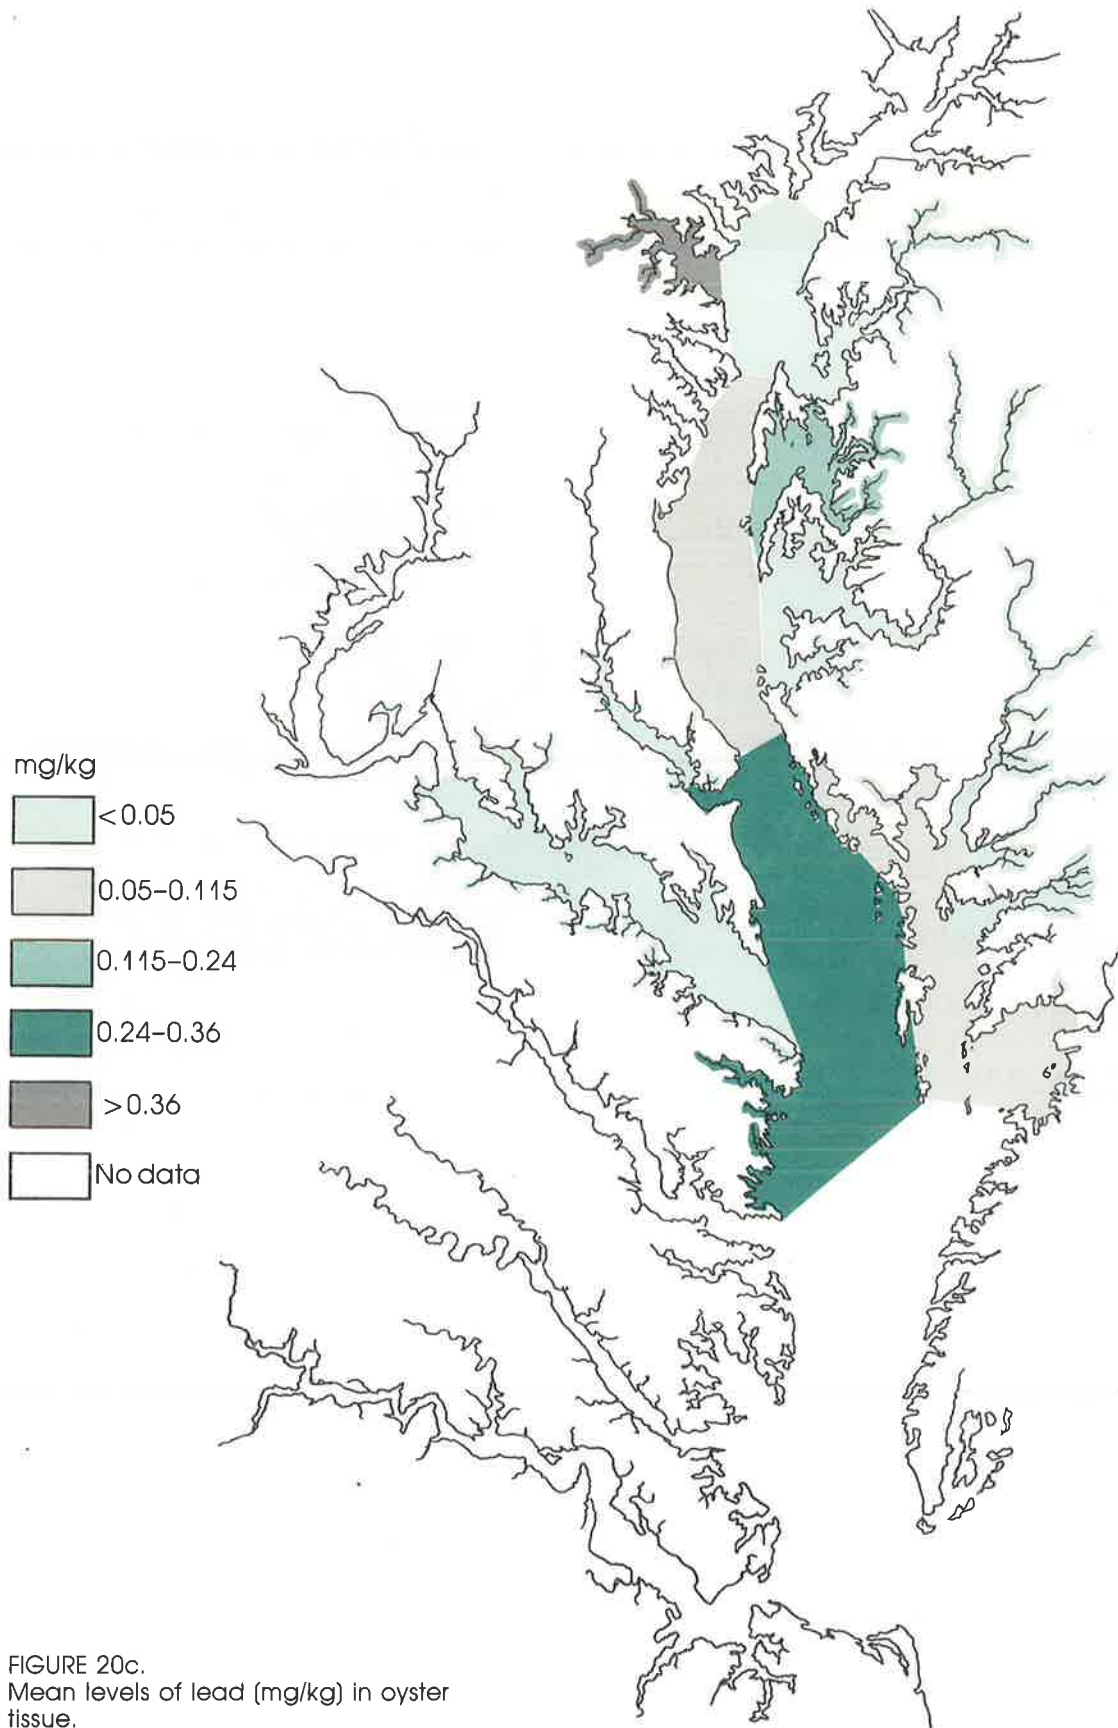 mg/kg
<0.05
0.05–0.115
0.115–0.24
0.24–0.36
>0.36
No data
FIGURE 20c.
Mean levels of lead (mg/kg) in oyster
tissue.